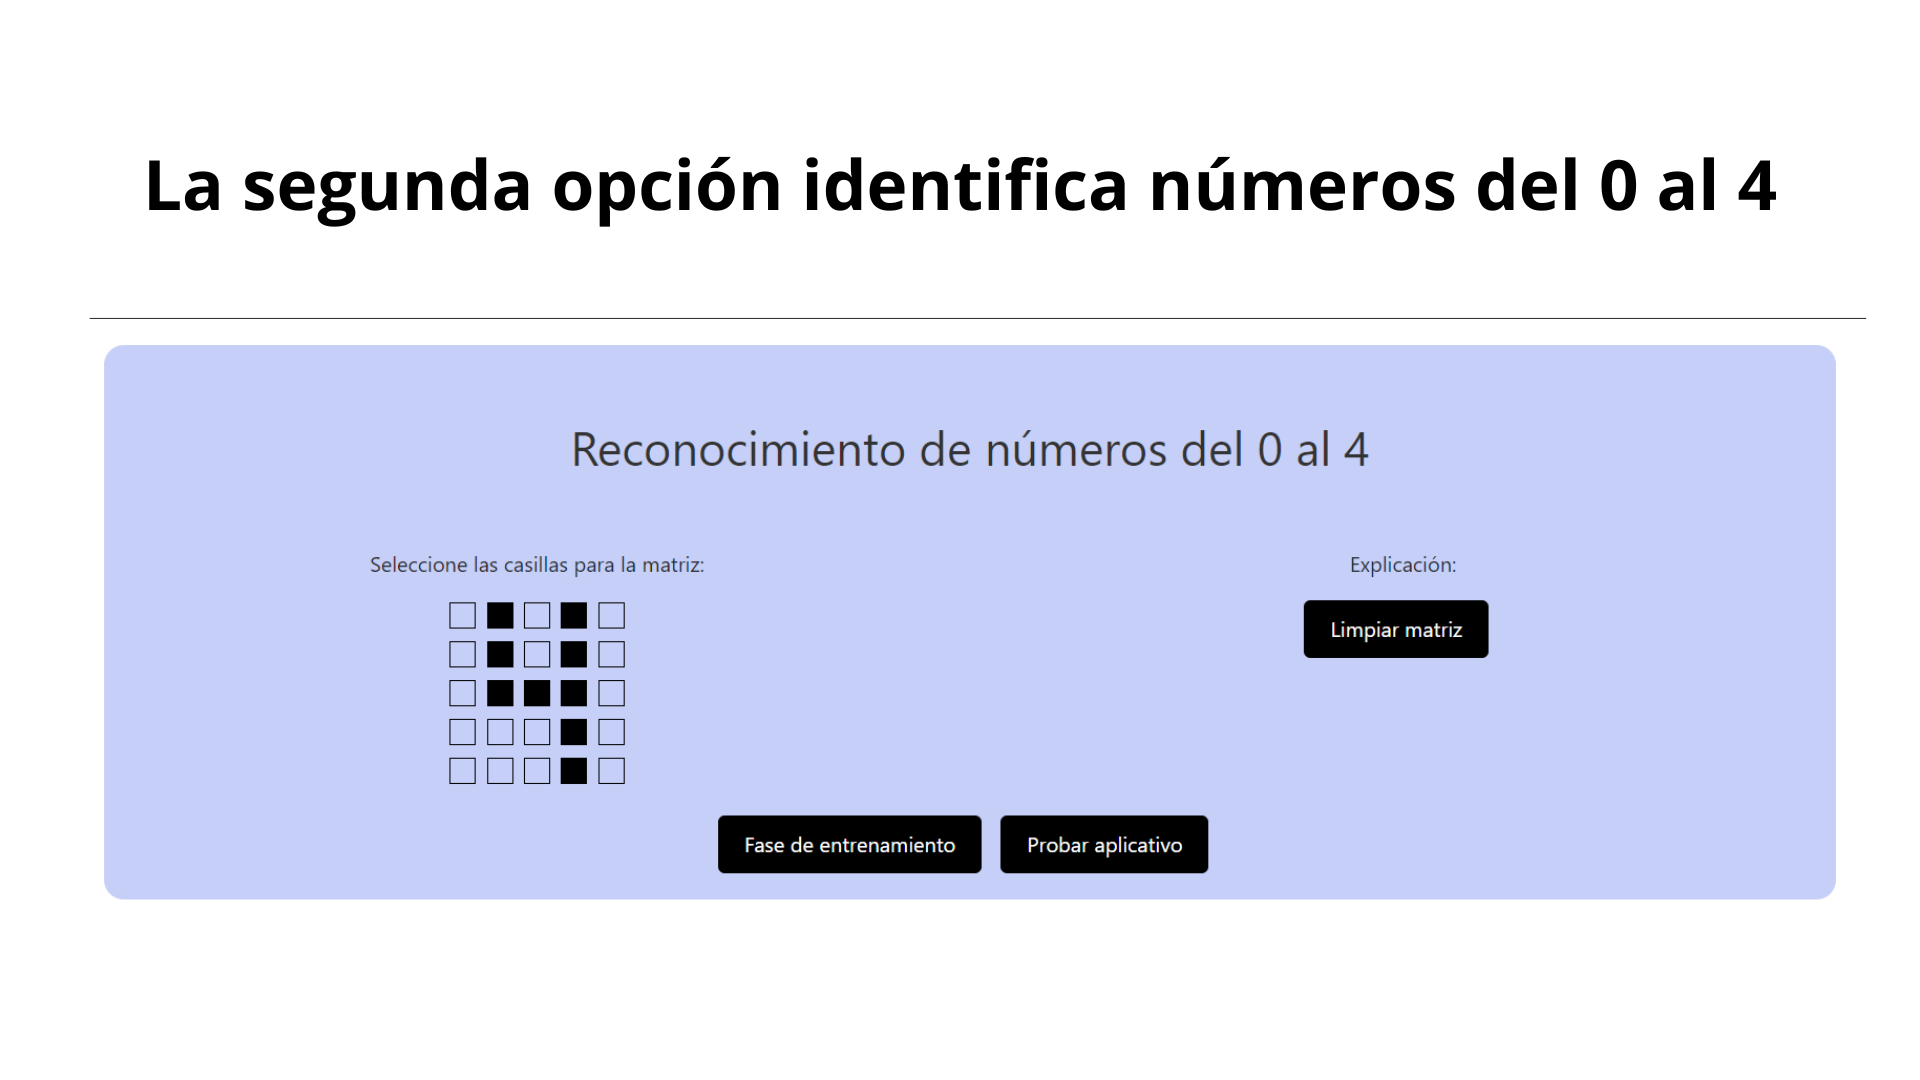 La segunda opción identifica números del 0 al 4
Reconocimiento de números del 0 al 4
Seleccione las casillas para la matriz:
Explicación:
Limpiar matriz
Fase de entrenamiento
Probar aplicativo